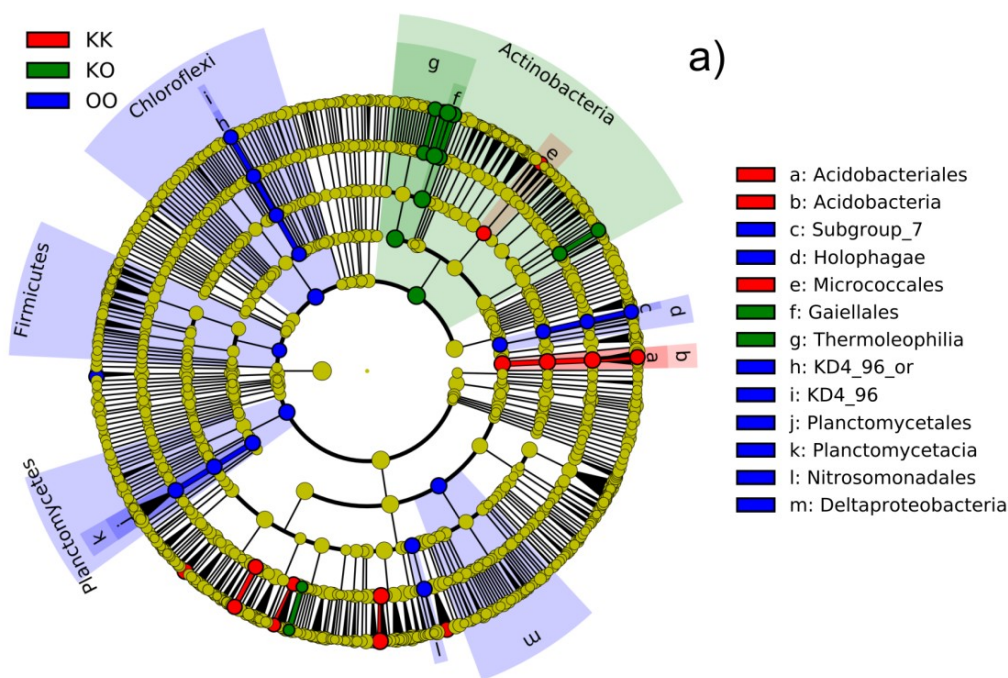 KK
KO
OO
a)
Chloroflexi
i
h
g
f
Actinobacteria
e
c
d
a
b
Firmicutes
Planctomycetes
k
j
l
m
a: Acidobacteriales
b: Acidobacteria
c: Subgroup_7
d: Holophagae
e: Micrococcales
f: Gaiellales
g: Thermoleophilia
h: KD4_96_or
i: KD4_96
j: Planctomycetales
k: Planctomycetacia
l: Nitrosomonadales
m: Deltaproteobacteria